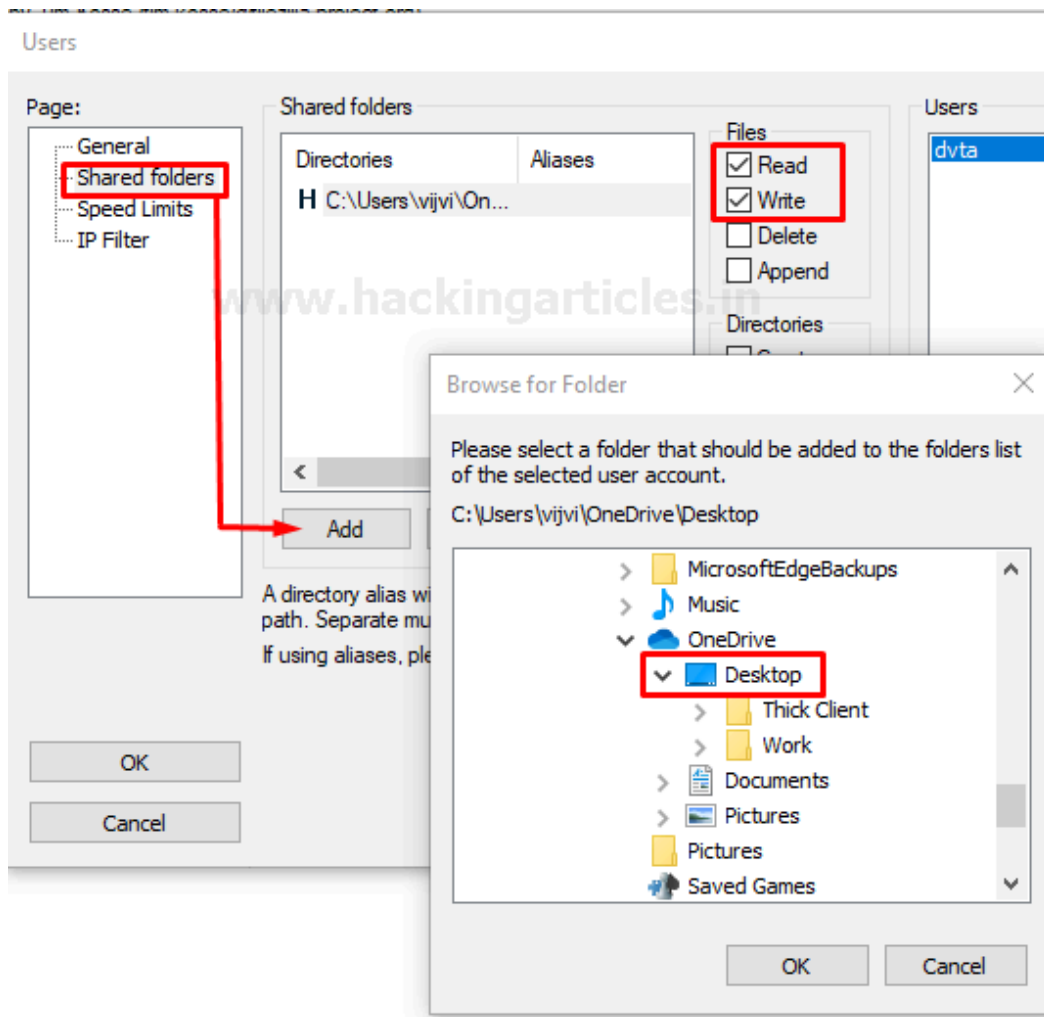 Users
Page:
General
Shared folders
Speed Limits
IP Filter
OK
Cancel
Shared folders
Directories Aliases
H C:\Users\vijvi\On...
Add
A directory alias wi
path. Separate mu
If using aliases, ple
Files
Read
Write
Delete
Append
Directories
Users
dvta
www.hackingarticles.in
Browse for Folder
Please select a folder that should be added to the folders list
of the selected user account.
C:\Users\vijvi\OneDrive\Desktop
MicrosoftEdgeBackups
Music
OneDrive
Desktop
Thick Client
Work
Documents
Pictures
Pictures
Saved Games
OK Cancel